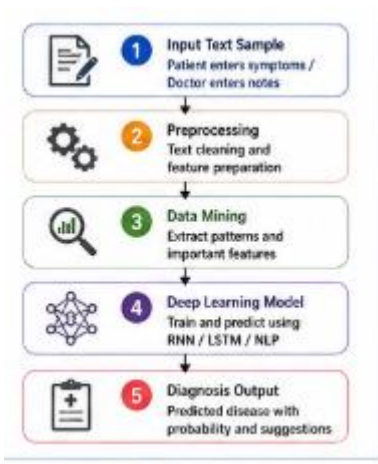 1 Input Text Sample
Patient enters symptoms /
Doctor enters notes
2 Preprocessing
Text cleaning and
feature preparation
3 Data Mining
Extract patterns and
important features
4 Deep Learning Model
Train and predict using
RNN / LSTM / NLP
5 Diagnosis Output
Predicted disease with
probability and suggestions